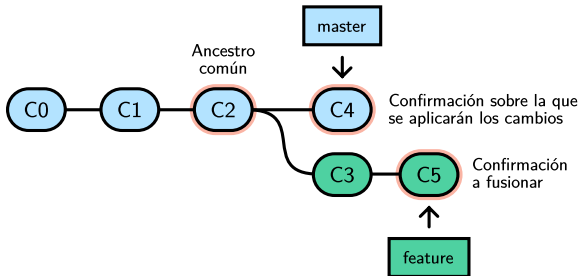 master
Ancestro
común
C0
C1
C2
C4
Confirmación sobre la que
se aplicarán los cambios
C3
C5
Confirmación
a fusionar
feature